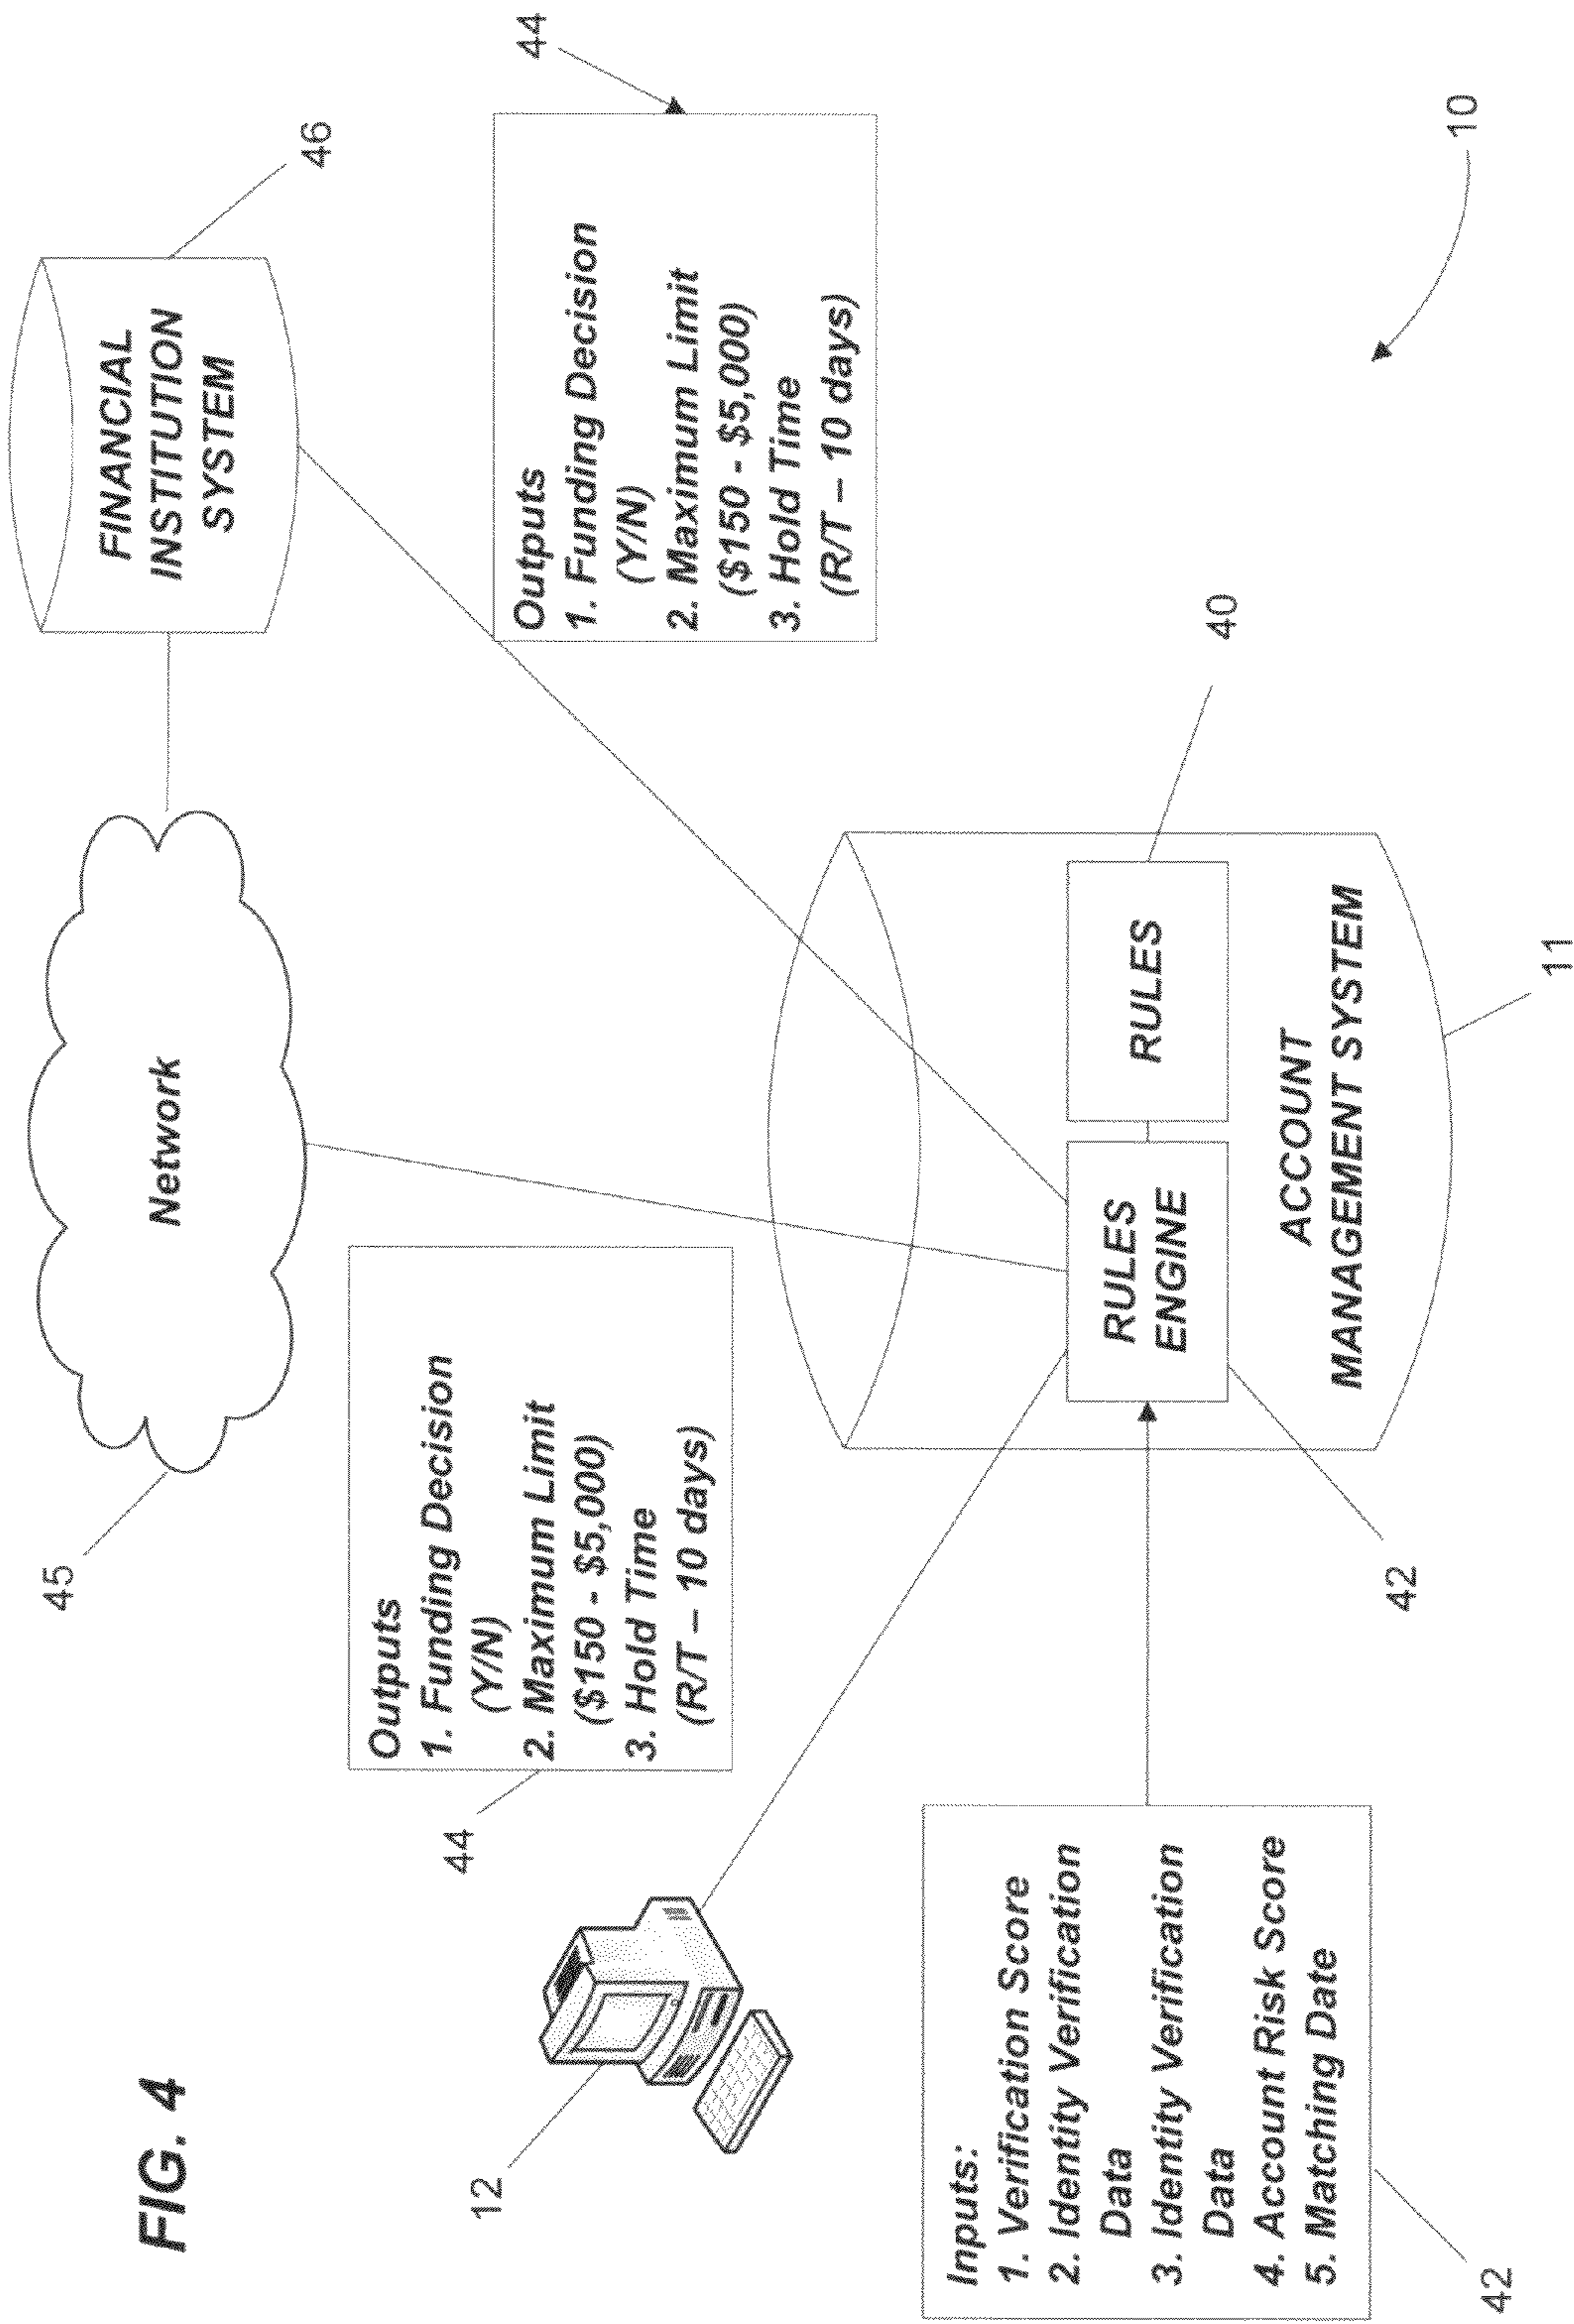 FIG. 4
45
Network
FINANCIAL
INSTITUTION
SYSTEM
46
12
44
Outputs
1. Funding Decision
(Y/N)
2. Maximum Limit
($150 - $5,000)
3. Hold Time
(R/T – 10 days)
Outputs
1. Funding Decision
(Y/N)
2. Maximum Limit
($150 - $5,000)
3. Hold Time
(R/T – 10 days)
44
Inputs:
1. Verification Score
2. Identity Verification
Data
3. Identity Verification
Data
4. Account Risk Score
5. Matching Date
42
RULES
ENGINE
42
RULES
40
ACCOUNT
MANAGEMENT SYSTEM
11
10